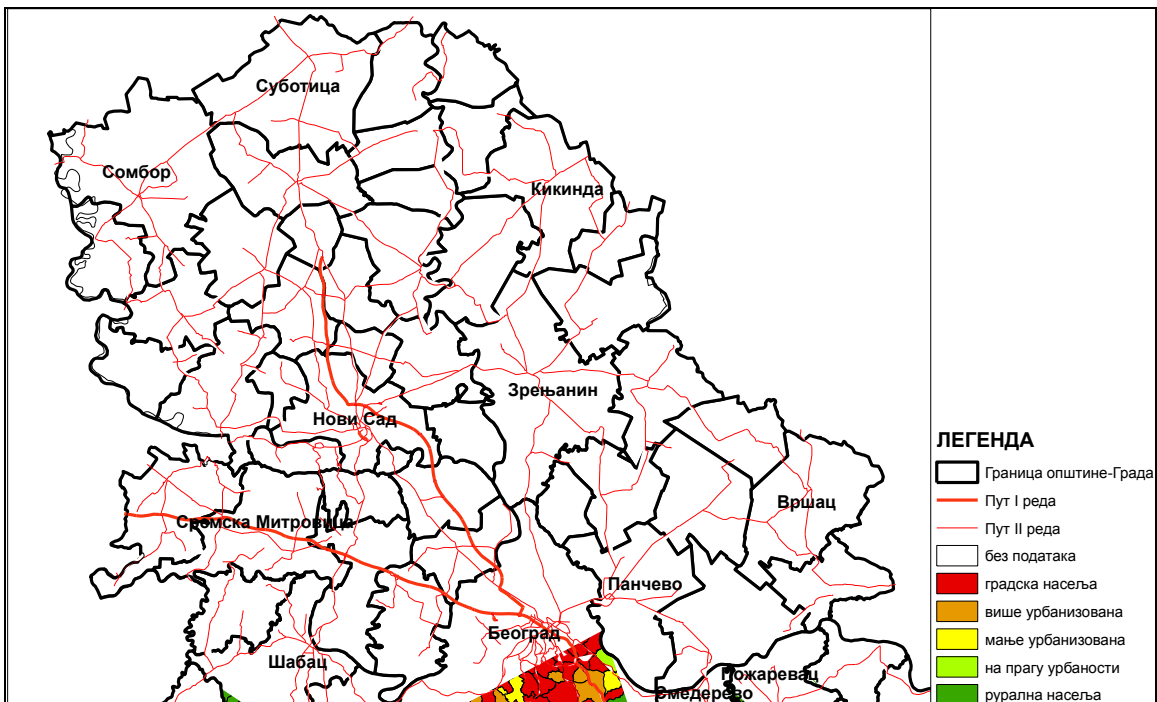 Суботица
Сомбор
Кикинда
Зрењанин
Нови Сад
Вршац
Сремска Митровица
Панчево
Београд
Шабац
Пожаревац
Смедерево
ЛЕГЕНДА
Граница општине-Града
Пут I реда
Пут II реда
без података
градска насеља
више урбанизована
мање урбанизована
на прагу урбаности
рурална насеља